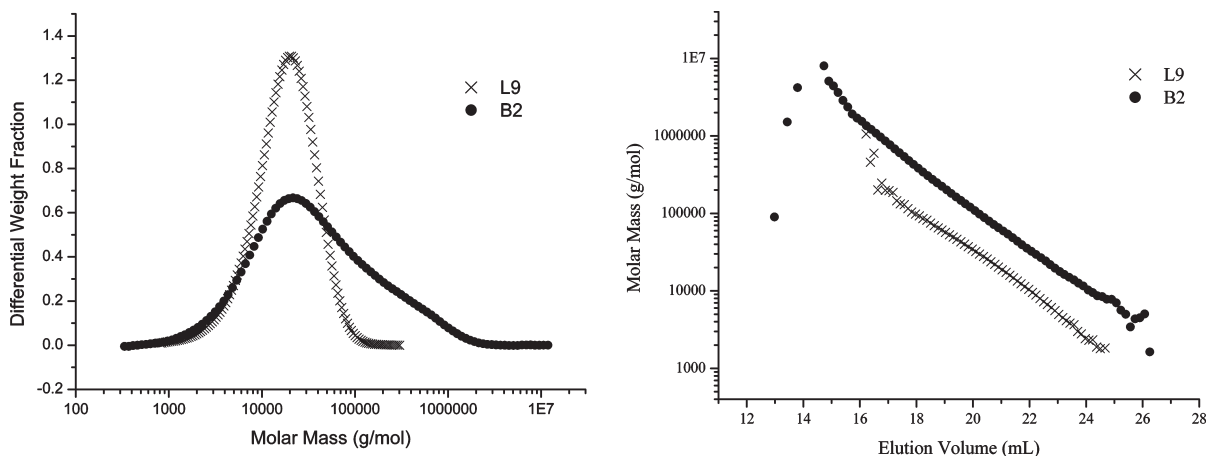 1.4
1.2
1.0
0.8
0.6
0.4
0.2
0.0
-0.2
Differential Weight Fraction
L9
B2
100
1000
10000
100000
1000000
1E7
Molar Mass (g/mol)
1E7
1000000
100000
10000
1000
Molar Mass (g/mol)
L9
B2
12
14
16
18
20
22
24
26
28
Elution Volume (mL)